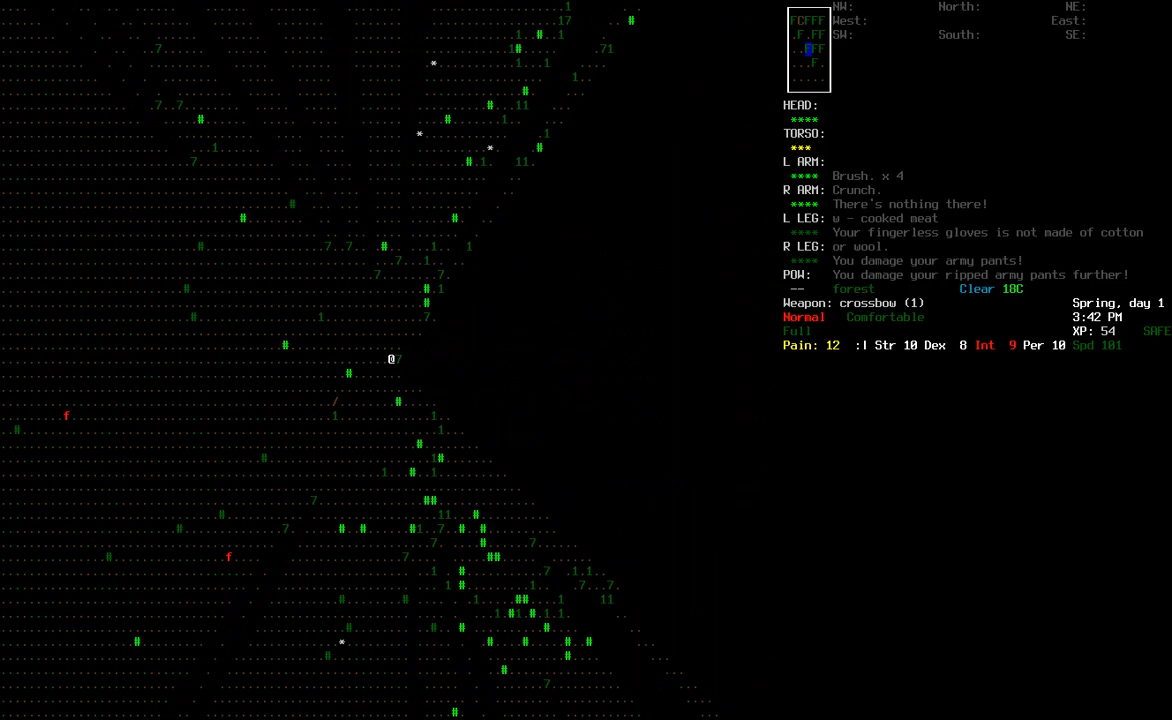 NW: North: NE:
FCFFF West: East:
.F.FF SW: South: SE:
..FFF
...F.
.....
HEAD:
****
TORSO:
***
L ARM:
**** Brush. x 4
R ARM: Crunch.
**** There's nothing there!
L LEG: w - cooked meat
**** Your fingerless gloves is not made of cotton
R LEG: or wool.
**** You damage your army pants!
POW: You damage your ripped army pants further!
-- forest Clear 18C
Weapon: crossbow (1) Spring, day 1
Normal Comfortable 3:42 PM
Full XP: 54 SAFE
Pain: 12 :| Str 10 Dex 8 Int 9 Per 10 Spd 101